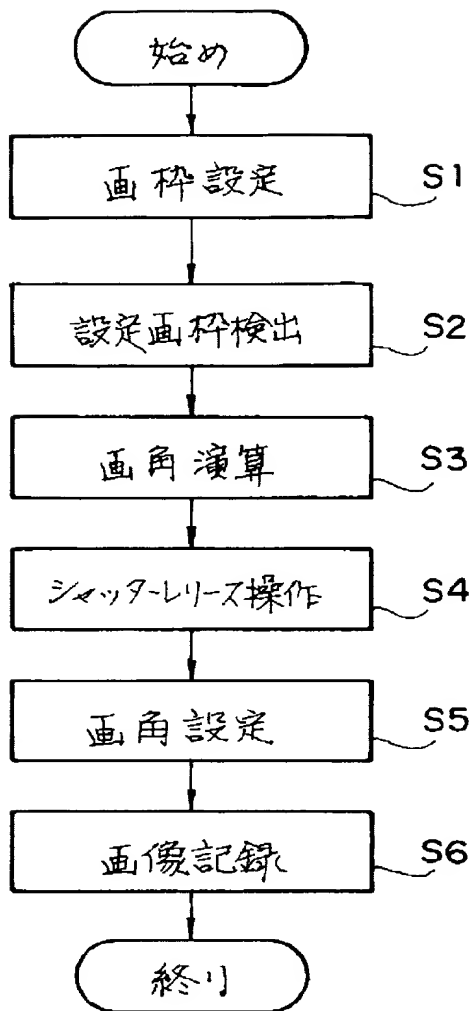 始め
画枠設定 S1
設定画枠検出 S2
画角演算 S3
シャッターレリーズ操作 S4
画角設定 S5
画像記録 S6
終り